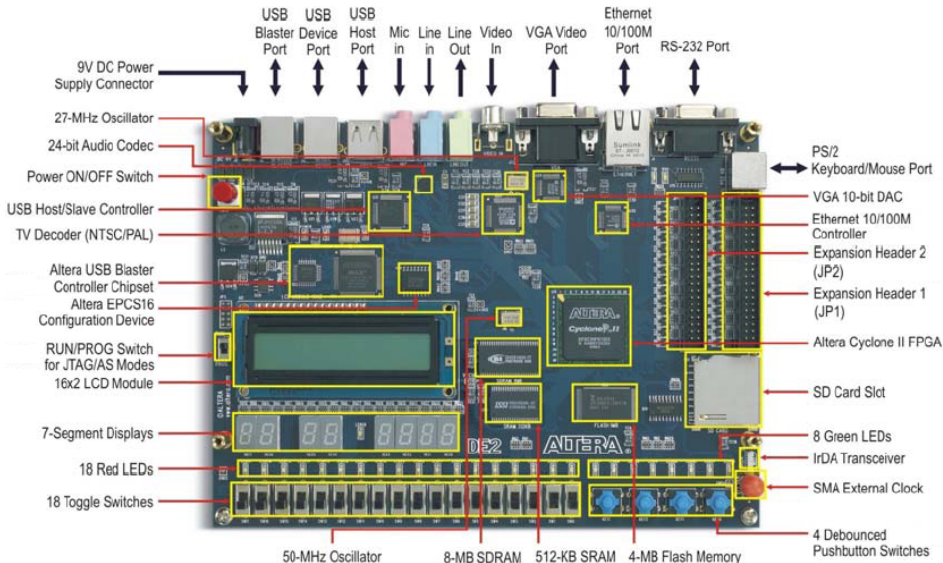 USB
Blaster
Port
USB
Device
Port
USB
Host
Port
Mic
in
Line
in
Line
Out
Video
In
VGA Video
Port
Ethernet
10/100M
Port
RS-232 Port
9V DC Power
Supply Connector
27-MHz Oscillator
24-bit Audio Codec
Power ON/OFF Switch
USB Host/Slave Controller
TV Decoder (NTSC/PAL)
Altera USB Blaster
Controller Chipset
Altera EPCS16
Configuration Device
RUN/PROG Switch
for JTAG/AS Modes
16x2 LCD Module
7-Segment Displays
18 Red LEDs
18 Toggle Switches
50-MHz Oscillator
8-MB SDRAM
512-KB SRAM
4-MB Flash Memory
PS/2
Keyboard/Mouse Port
VGA 10-bit DAC
Ethernet 10/100M
Controller
Expansion Header 2
(JP2)
Expansion Header 1
(JP1)
Altera Cyclone II FPGA
SD Card Slot
8 Green LEDs
IrDA Transceiver
SMA External Clock
4 Debounced
Pushbutton Switches
ALTERA
Cyclone II
DE2
ALTERA